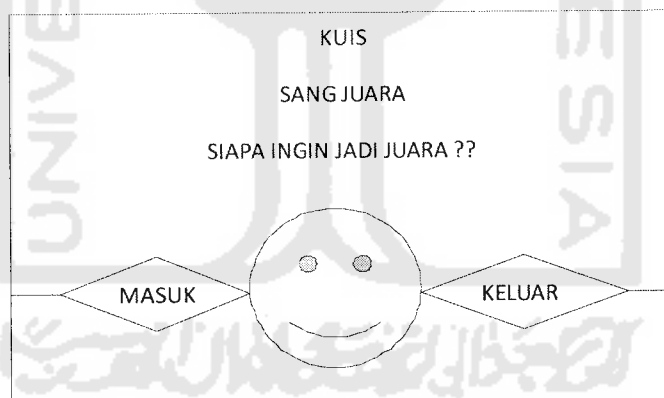 KUIS
SANG JUARA
SIAPA INGIN JADI JUARA ??
MASUK
KELUAR